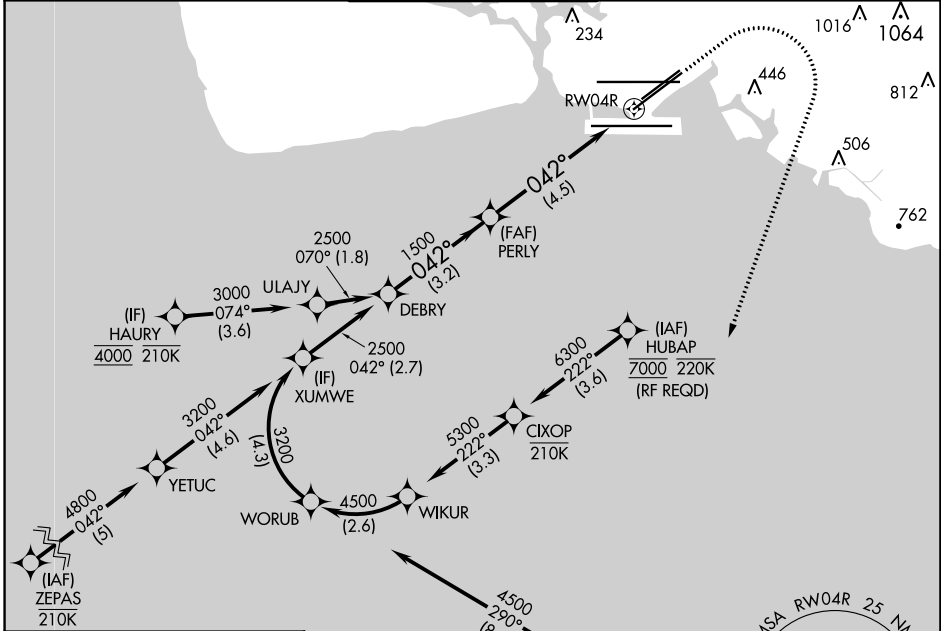 234
1016
1064
446
812
RW04R
506
762
042°
(4.5)
2500
070° (1.8)
1500
042°
(3.2)
(FAF)
PERLY
ULAJY
3000
074°
(3.6)
(IF)
HAURY
4000 210K
DEBRY
2500
042° (2.7)
(IF)
XUMWE
(IAF)
HUBAP
7000 220K
(RF REQD)
6300
222°
(3.6)
CIXOP
210K
5300
222°
(3.3)
3200
042°
(4.6)
3200
(4.3)
YETUC
WORUB
4500
(2.6)
WIKUR
4800
042°
(5)
(IAF)
ZEPAS
210K
4500
290°
MSA RW04R 25